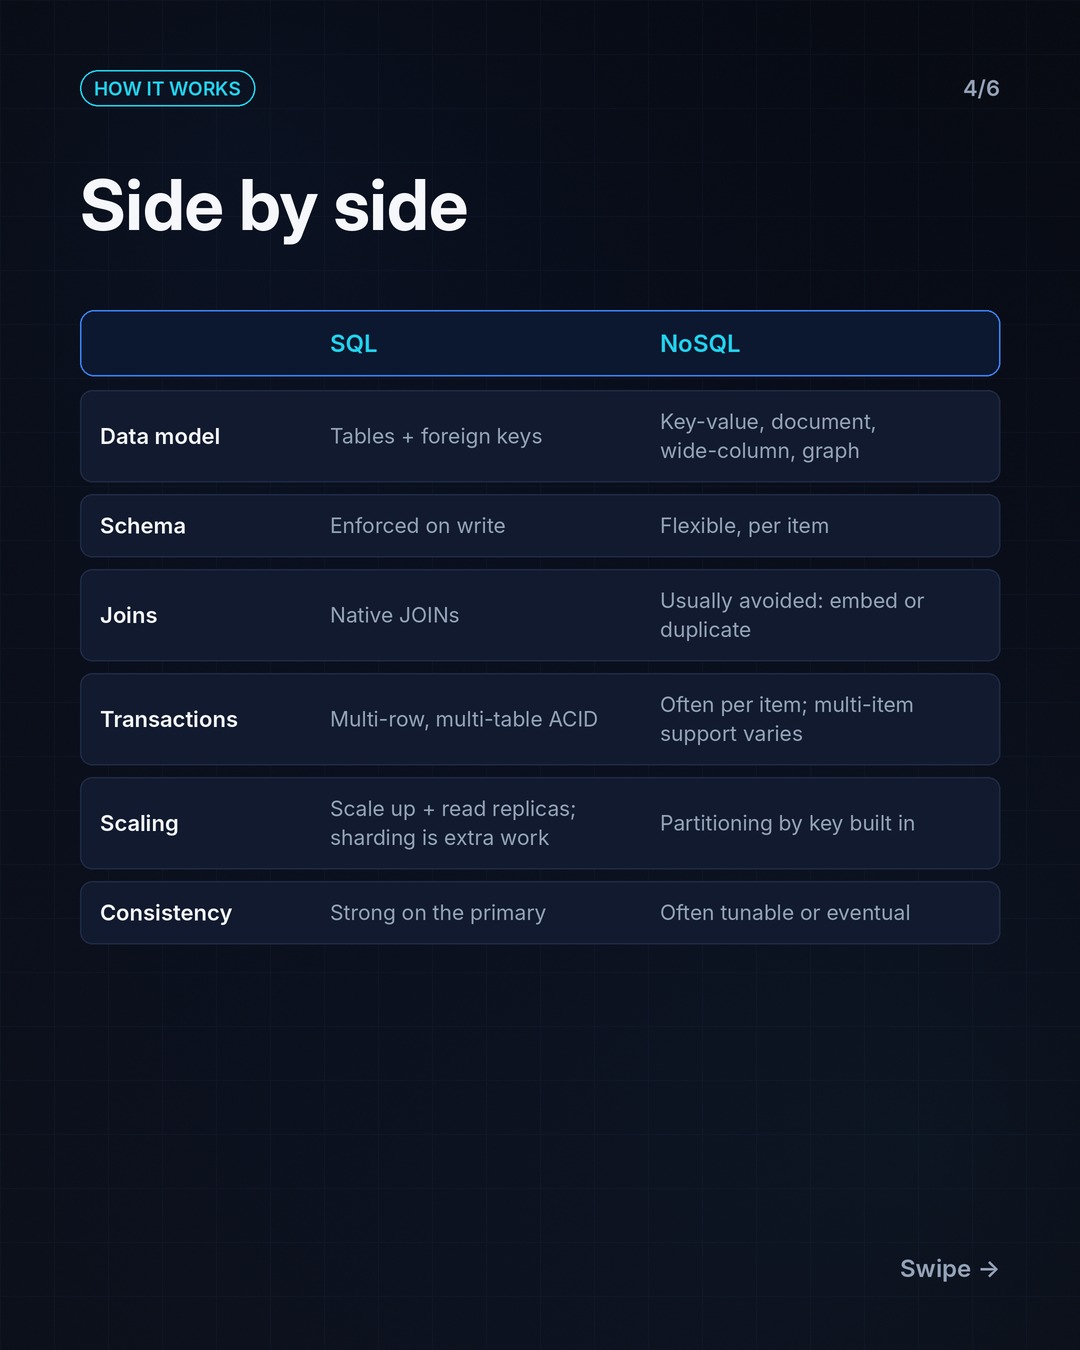 HOW IT WORKS
4/6
Side by side
SQL
NoSQL
Data model
Tables + foreign keys
Key-value, document,
wide-column, graph
Schema
Enforced on write
Flexible, per item
Joins
Native JOINs
Usually avoided: embed or
duplicate
Transactions
Multi-row, multi-table ACID
Often per item; multi-item
support varies
Scaling
Scale up + read replicas;
sharding is extra work
Partitioning by key built in
Consistency
Strong on the primary
Often tunable or eventual
Swipe →